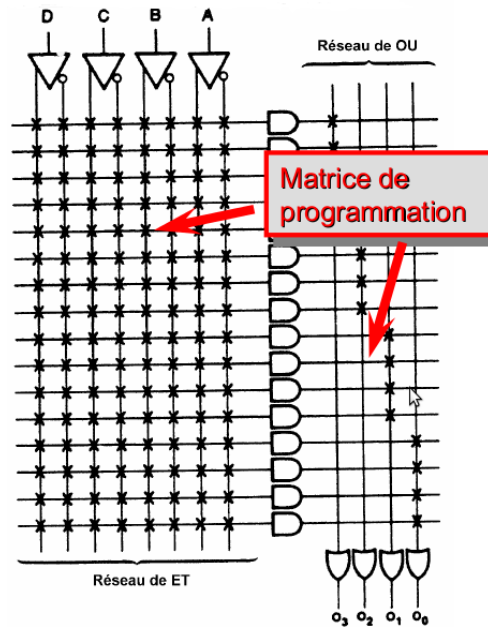 D C B A
Réseau de OU
Matrice de
programmation
Réseau de ET
O3 O2 O1 O0